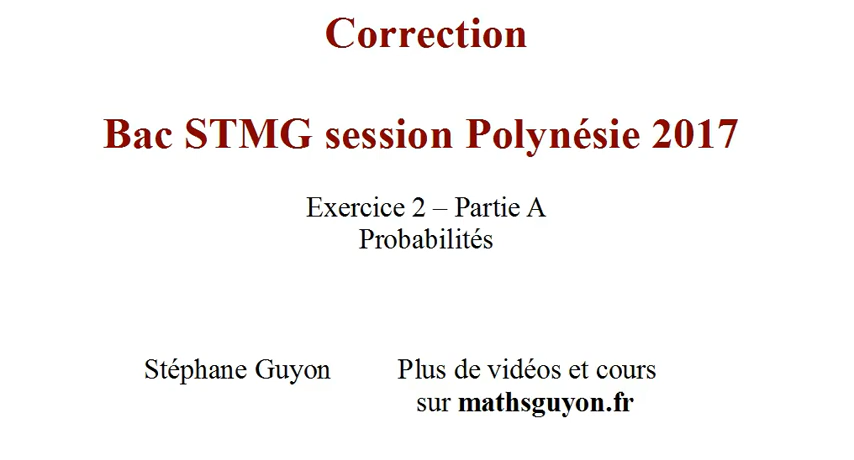 Correction
Bac STMG session Polynésie 2017
Exercice 2 – Partie A
Probabilités
Stéphane Guyon
Plus de vidéos et cours
sur mathsguyon.fr